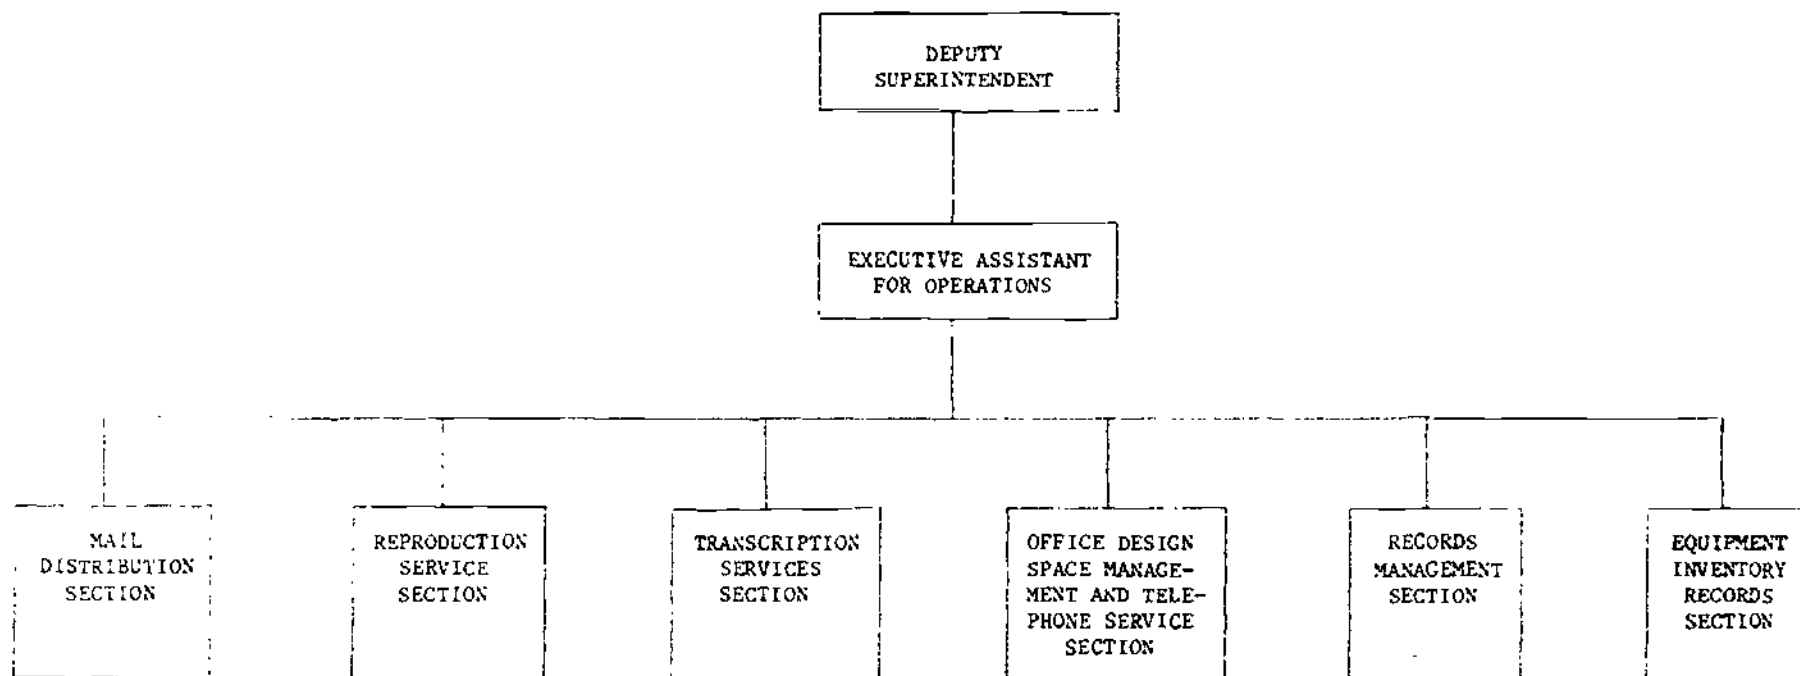 DEPUTY
SUPERINTENDENT
EXECUTIVE ASSISTANT
FOR OPERATIONS
MAIL
DISTRIBUTION
SECTION
REPRODUCTION
SERVICE
SECTION
TRANSCRIPTION
SERVICES
SECTION
OFFICE DESIGN
SPACE MANAGE-
MENT AND TELE-
PHONE SERVICE
SECTION
RECORDS
MANAGEMENT
SECTION
EQUIPMENT
INVENTORY
RECORDS
SECTION